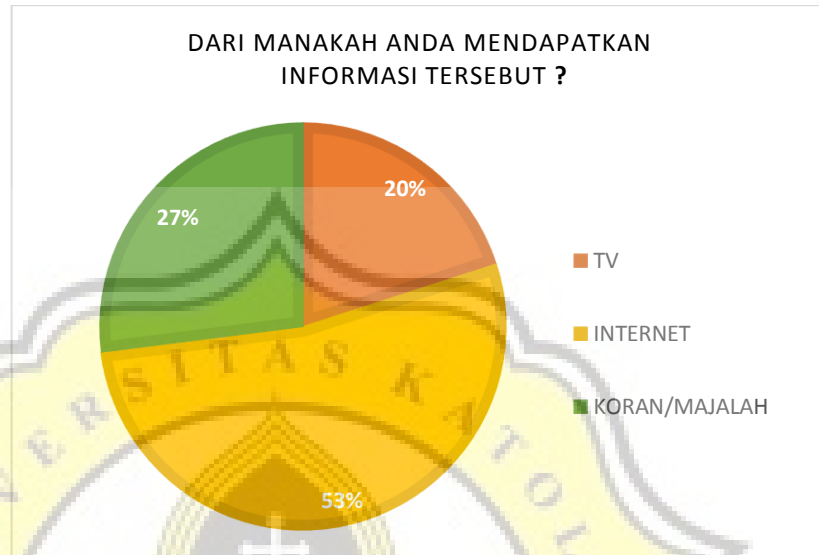 DARI MANAKAH ANDA MENDAPATKAN
INFORMASI TERSEBUT ?
20%
27%
TV
INTERNET
KORAN/MAJALAH
53%